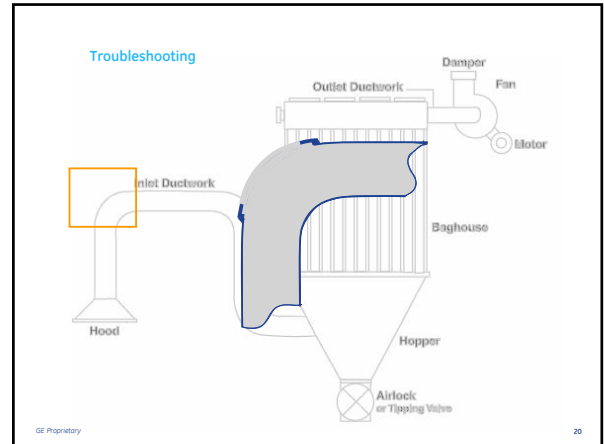 Troubleshooting
Damper
Fan
Outlet Ductwork
Motor
Inlet Ductwork
Baghouse
Hood
Hopper
Airlock
or Tipping Valve
GE Proprietary
20